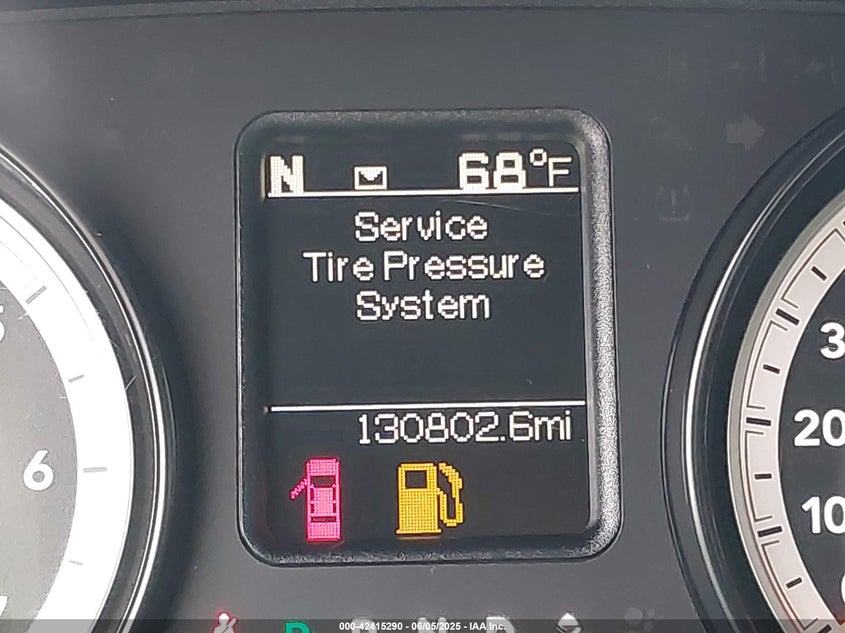 N 68°F
Service
Tire Pressure
System
130802.6mi
6
3
20
10
000-42415290 - 06/05/2025 - IAA Inc.